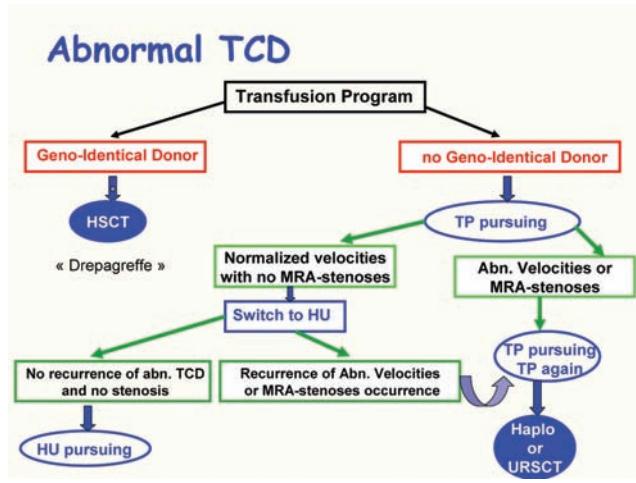 Abnormal TCD
Transfusion Program
Geno-Identical Donor
no Geno-Identical Donor
HSCT
TP pursuing
« Drepagreffe »
Normalized velocities
with no MRA-stenoses
Abn. Velocities or
MRA-stenoses
Switch to HU
No recurrence of abn. TCD
and no stenosis
Recurrence of Abn. Velocities
or MRA-stenoses occurrence
TP pursuing
TP again
HU pursuing
Haplo
or
URSCT